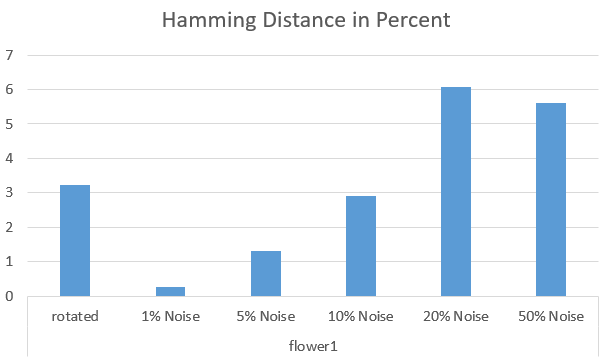 Hamming Distance in Percent
7
6
5
4
3
2
1
0
rotated 1% Noise 5% Noise 10% Noise 20% Noise 50% Noise
flower1